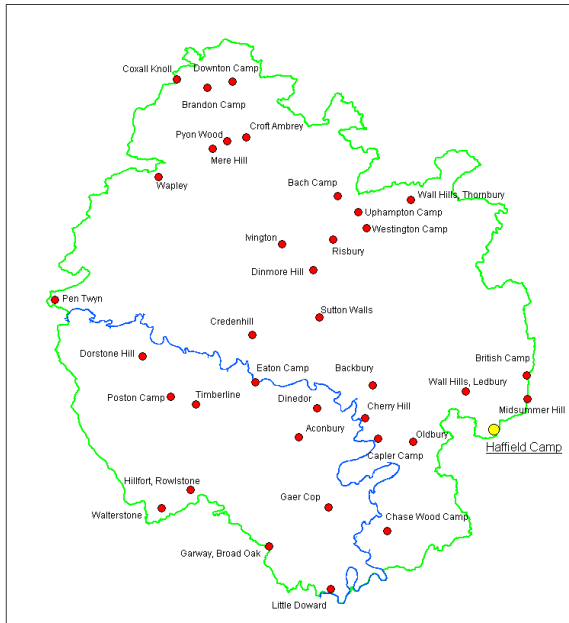 Coxall Knoll
Downton Camp
Brandon Camp
Pyon Wood
Croft Ambrey
Mere Hill
Wapley
Bach Camp
Wall Hills, Thornbury
Uphampton Camp
Westington Camp
Ivington
Risbury
Dinmore Hill
Pen Twyn
Sutton Walls
Credenhill
Dorstone Hill
Eaton Camp
Backbury
British Camp
Wall Hills, Ledbury
Poston Camp
Timberline
Dinedor
Cherry Hill
Midsummer Hill
Aconbury
Capler Camp
Oldbury
Haffield Camp
Hillfort, Rowlstone
Walterstone
Gaer Cop
Chase Wood Camp
Garway, Broad Oak
Little Doward